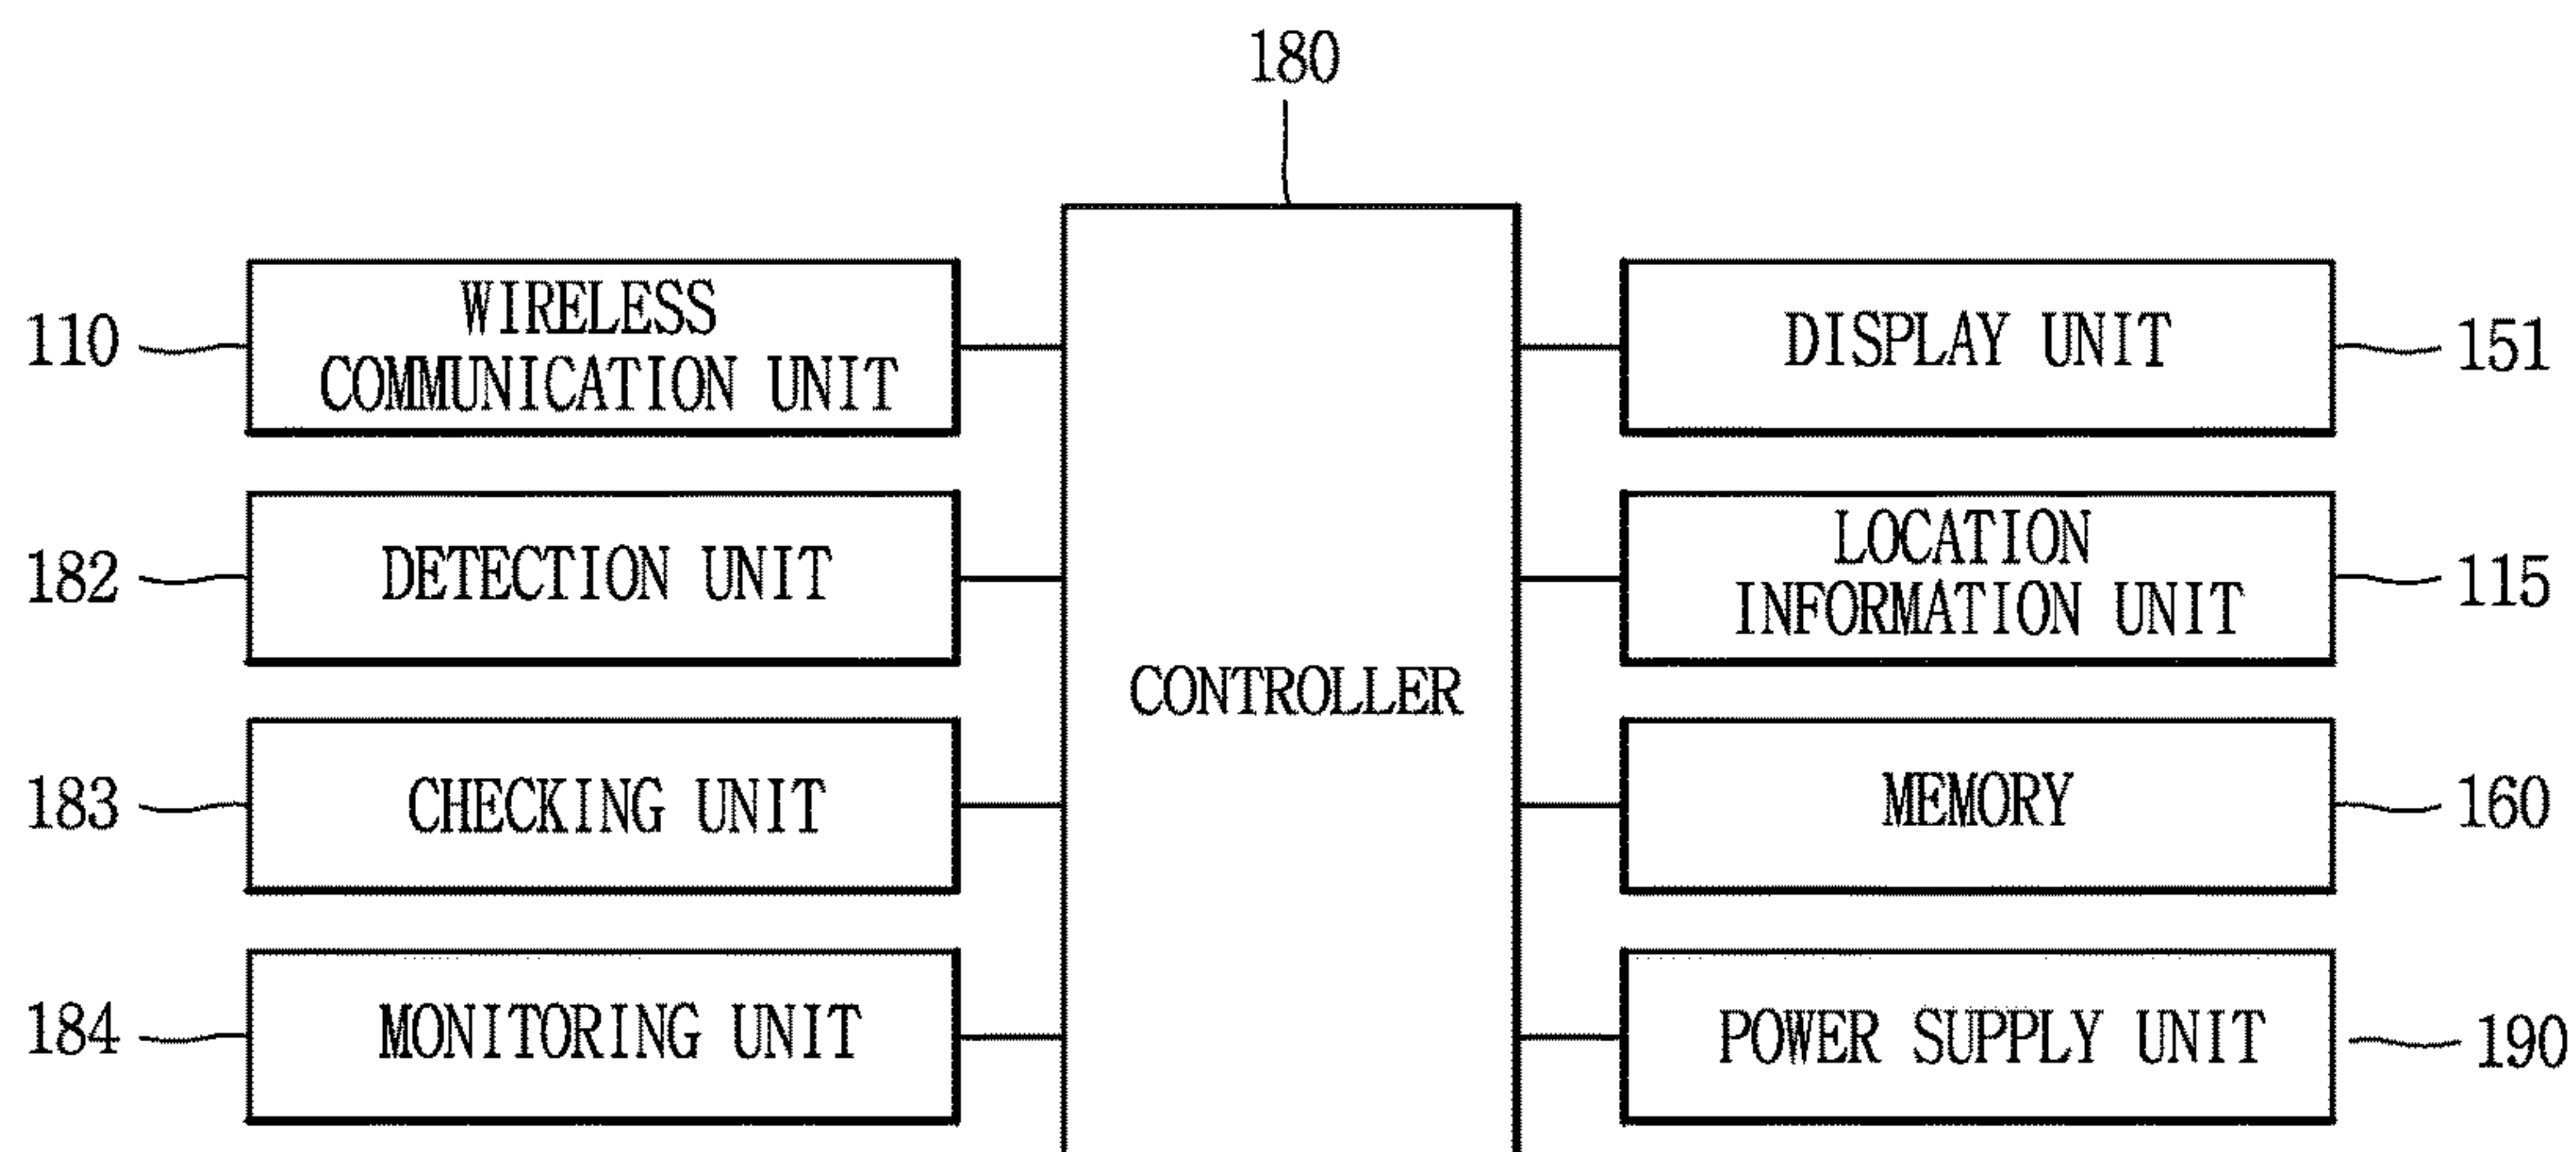 180
110
WIRELESS
COMMUNICATION UNIT
DISPLAY UNIT
151
182
DETECTION UNIT
LOCATION
INFORMATION UNIT
115
CONTROLLER
183
CHECKING UNIT
MEMORY
160
184
MONITORING UNIT
POWER SUPPLY UNIT
190